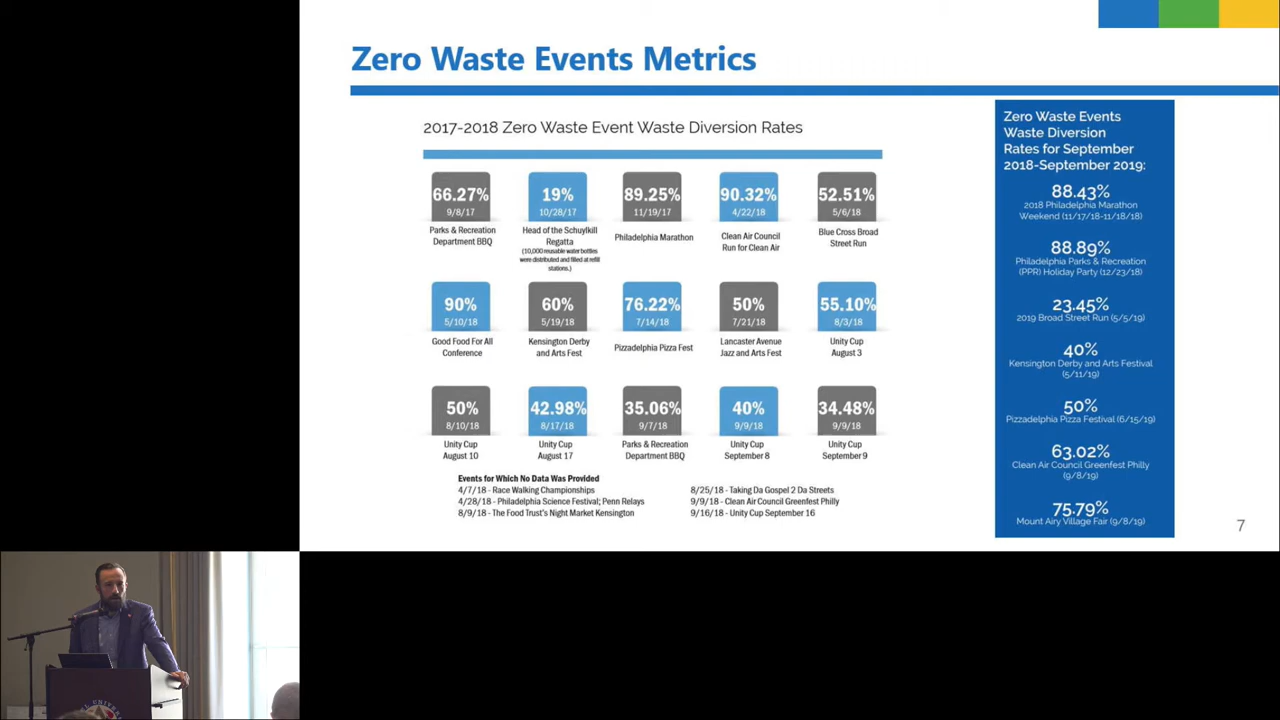 Zero Waste Events Metrics
2017-2018 Zero Waste Event Waste Diversion Rates
66.27%
9/8/17
Parks & Recreation
Department BBQ
19%
10/28/17
Head of the Schuylkill
Regatta
(10,000 reusable water bottles
were distributed and filled at refill
stations.)
89.25%
11/19/17
Philadelphia Marathon
90.32%
4/22/18
Clean Air Council
Run for Clean Air
52.51%
5/6/18
Blue Cross Broad
Street Run
90%
5/10/18
Good Food For All
Conference
60%
5/19/18
Kensington Derby
and Arts Fest
76.22%
7/14/18
Pizzadelphia Pizza Fest
50%
7/21/18
Lancaster Avenue
Jazz and Arts Fest
55.10%
8/3/18
Unity Cup
August 3
50%
8/10/18
Unity Cup
August 10
42.98%
8/17/18
Unity Cup
August 17
35.06%
9/7/18
Parks & Recreation
Department BBQ
40%
9/9/18
Unity Cup
September 8
34.48%
9/9/18
Unity Cup
September 9
Events for Which No Data Was Provided
4/7/18 - Race Walking Championships
4/28/18 - Philadelphia Science Festival; Penn Relays
8/9/18 - The Food Trust's Night Market Kensington
8/25/18 - Taking Da Gospel 2 Da Streets
9/9/18 - Clean Air Council Greenfest Philly
9/16/18 - Unity Cup September 16
Zero Waste Events
Waste Diversion
Rates for September
2018-September 2019:
88.43%
2018 Philadelphia Marathon
Weekend (11/17/18-11/18/18)
88.89%
Philadelphia Parks & Recreation
(PPR) Holiday Party (12/23/18)
23.45%
2019 Broad Street Run (5/5/19)
40%
Kensington Derby and Arts Festival
(5/11/19)
50%
Pizzadelphia Pizza Festival (6/15/19)
63.02%
Clean Air Council Greenfest Philly
(9/8/19)
75.79%
Mount Airy Village Fair (9/8/19)
7